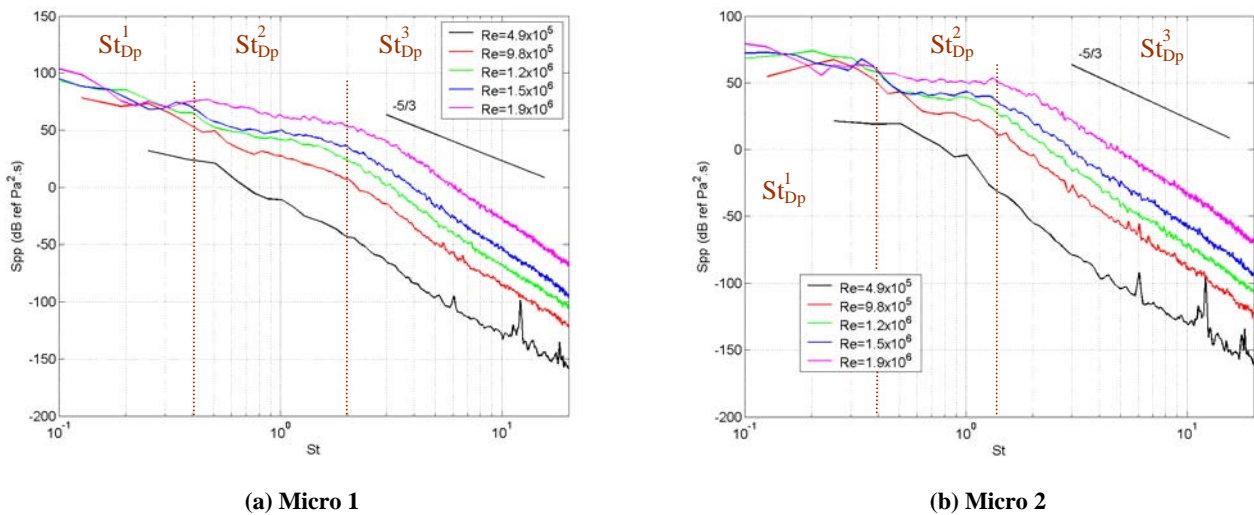 150
100
50
0
-50
-100
-150
-200
Spp (dB ref Pa².s)
St¹Dp
St²Dp
St³Dp
Re=4.9x10⁵
Re=9.8x10⁵
Re=1.2x10⁶
Re=1.5x10⁶
Re=1.9x10⁶
-5/3
10⁻¹
10⁰
10¹
St
(a) Micro 1
100
50
0
-50
-100
-150
-200
Spp (dB ref Pa².s)
St²Dp
St³Dp
-5/3
St¹Dp
Re=4.9x10⁵
Re=9.8x10⁵
Re=1.2x10⁶
Re=1.5x10⁶
Re=1.9x10⁶
10⁻¹
10⁰
10¹
St
(b) Micro 2